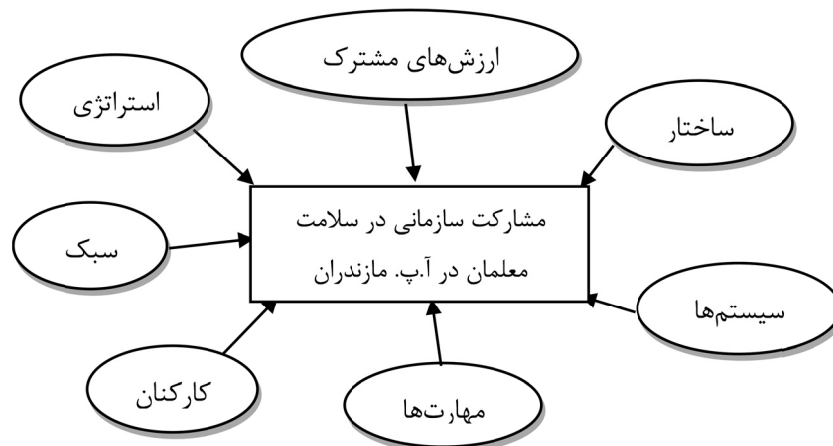 ارزش‌های مشترک
استراتژی
ساختار
مشارکت سازمانی در سلامت
معلمان در آ.پ. مازندران
سبک
سیستم‌ها
کارکنان
مهارت‌ها